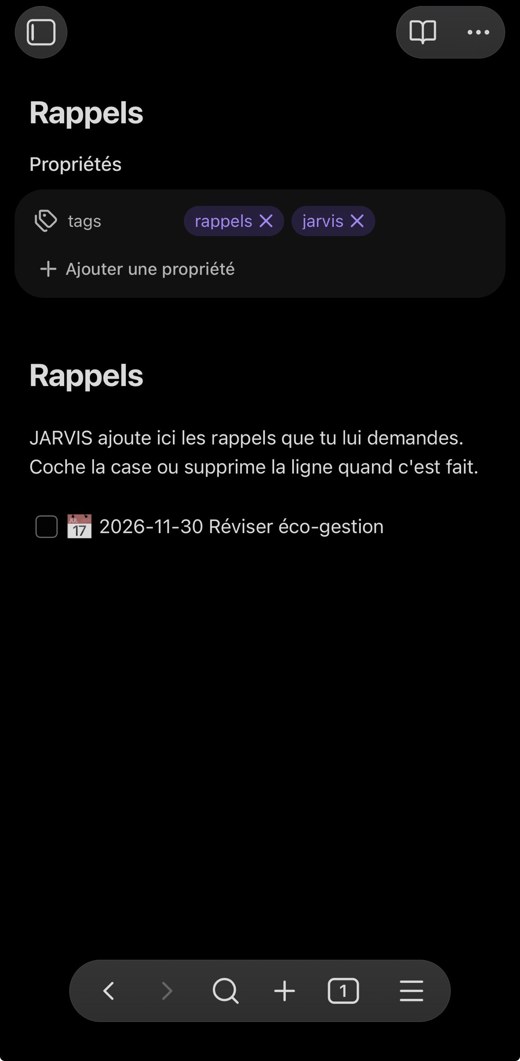 Rappels
Propriétés
tags rappels jarvis
Ajouter une propriété
Rappels
JARVIS ajoute ici les rappels que tu lui demandes.
Coche la case ou supprime la ligne quand c'est fait.
📅 2026-11-30 Réviser éco-gestion
1